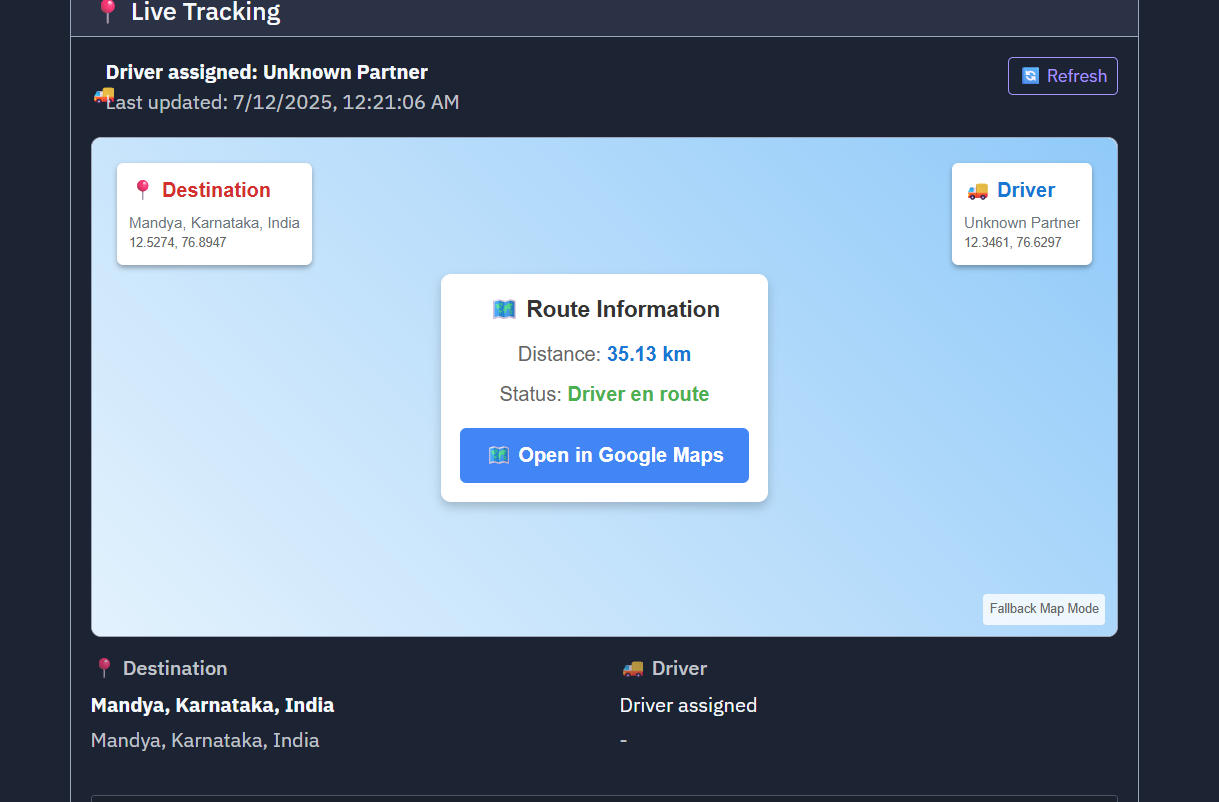 Live Tracking
Driver assigned: Unknown Partner
Last updated: 7/12/2025, 12:21:06 AM
Refresh
Destination
Mandya, Karnataka, India
12.5274, 76.8947
Driver
Unknown Partner
12.3461, 76.6297
Route Information
Distance: 35.13 km
Status: Driver en route
Open in Google Maps
Fallback Map Mode
Destination
Mandya, Karnataka, India
Mandya, Karnataka, India
Driver
Driver assigned
-